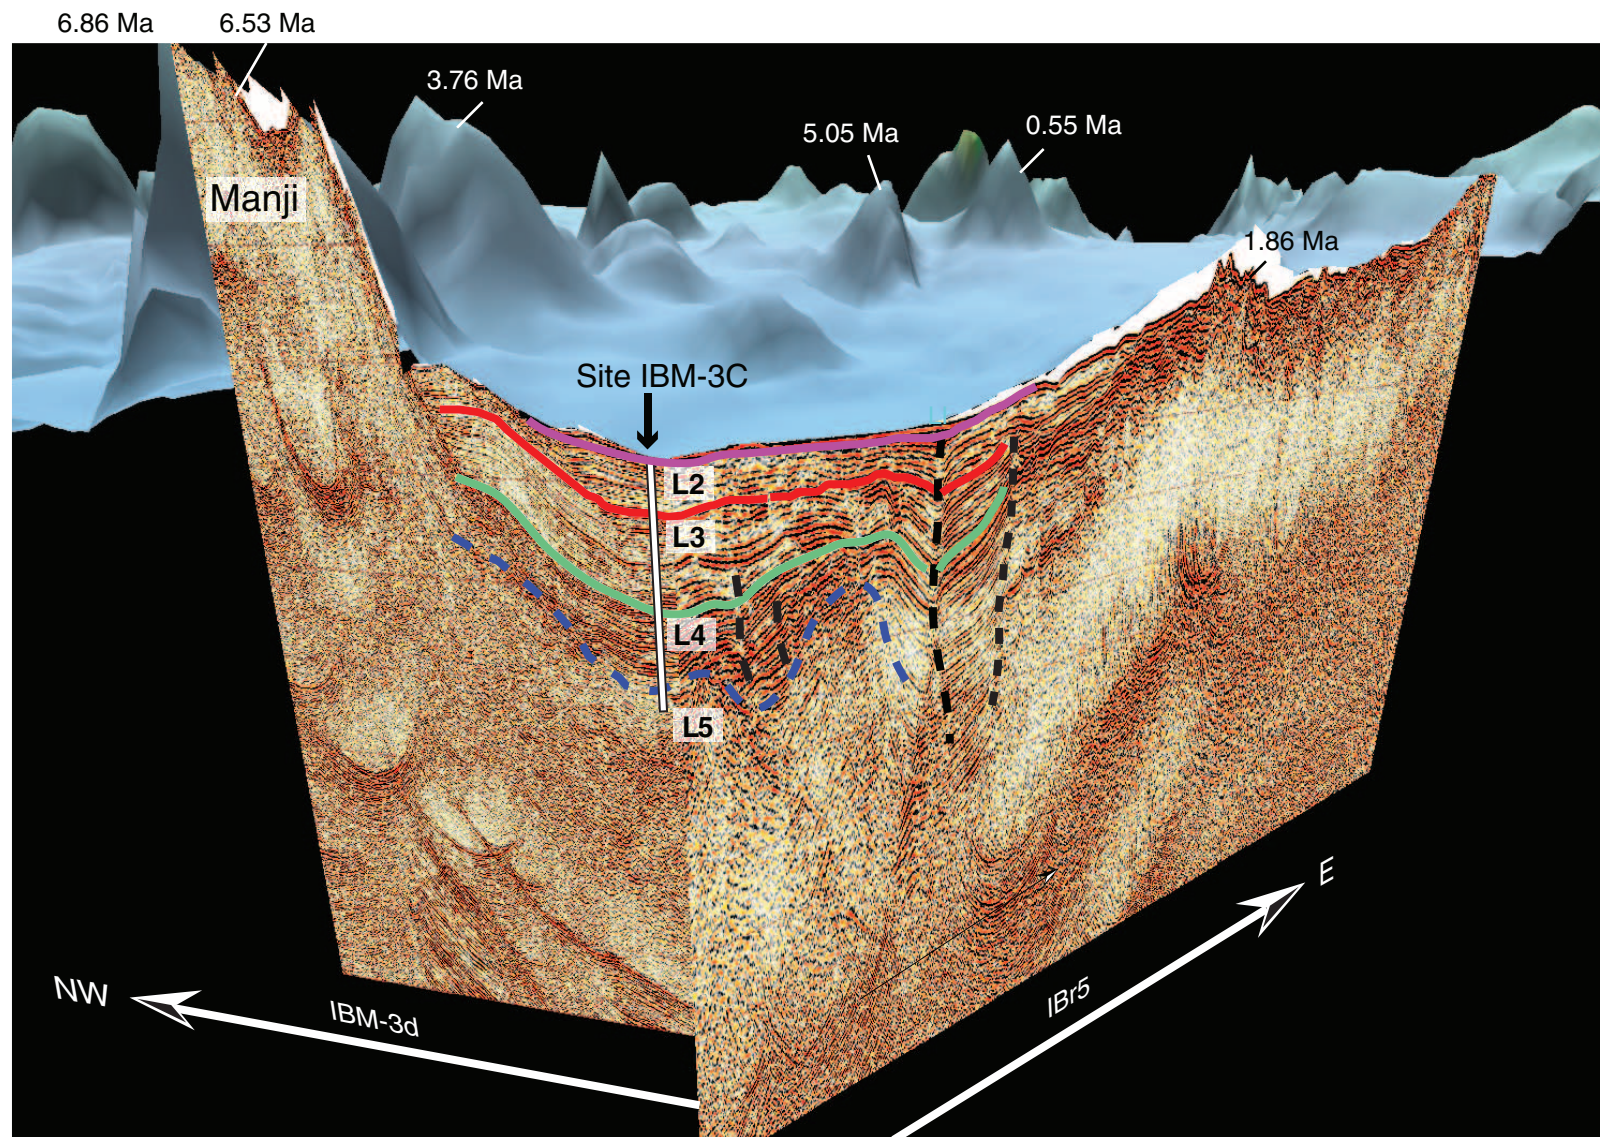 6.86 Ma
6.53 Ma
3.76 Ma
5.05 Ma
0.55 Ma
Manji
1.86 Ma
Site IBM-3C
L2
L3
L4
L5
E
NW
IBM-3d
IBr5